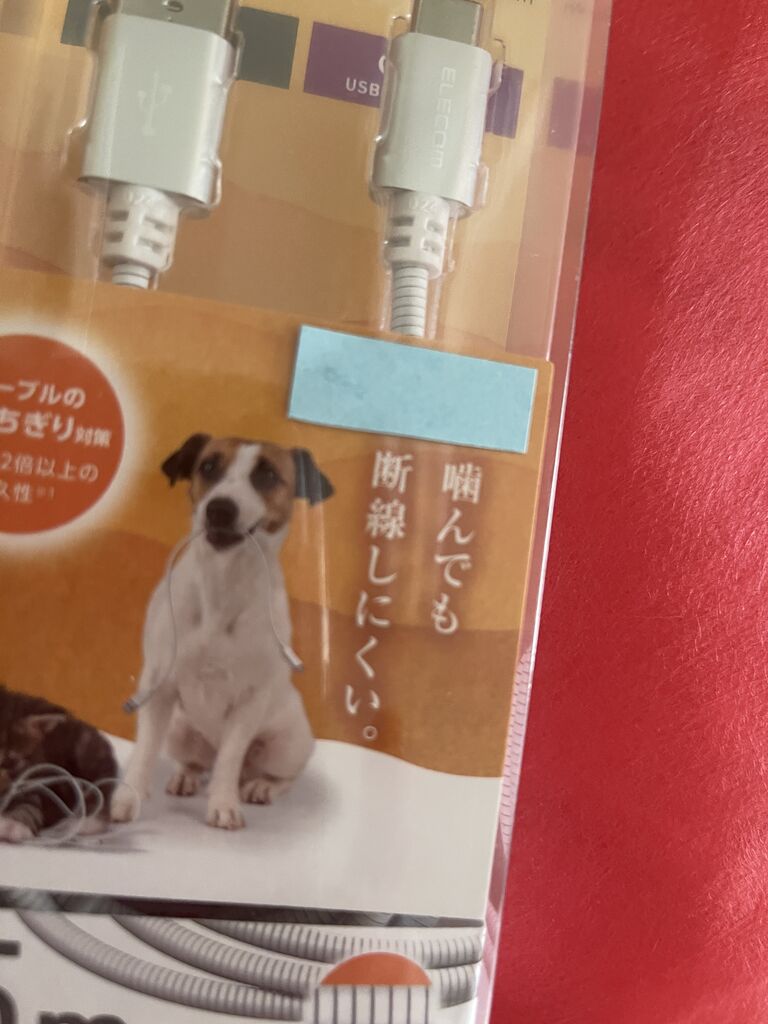 USB
ELECOM
ーブルの
ちぎり対策
2倍以上の
久性※1
噛んでも
断線しにくい。